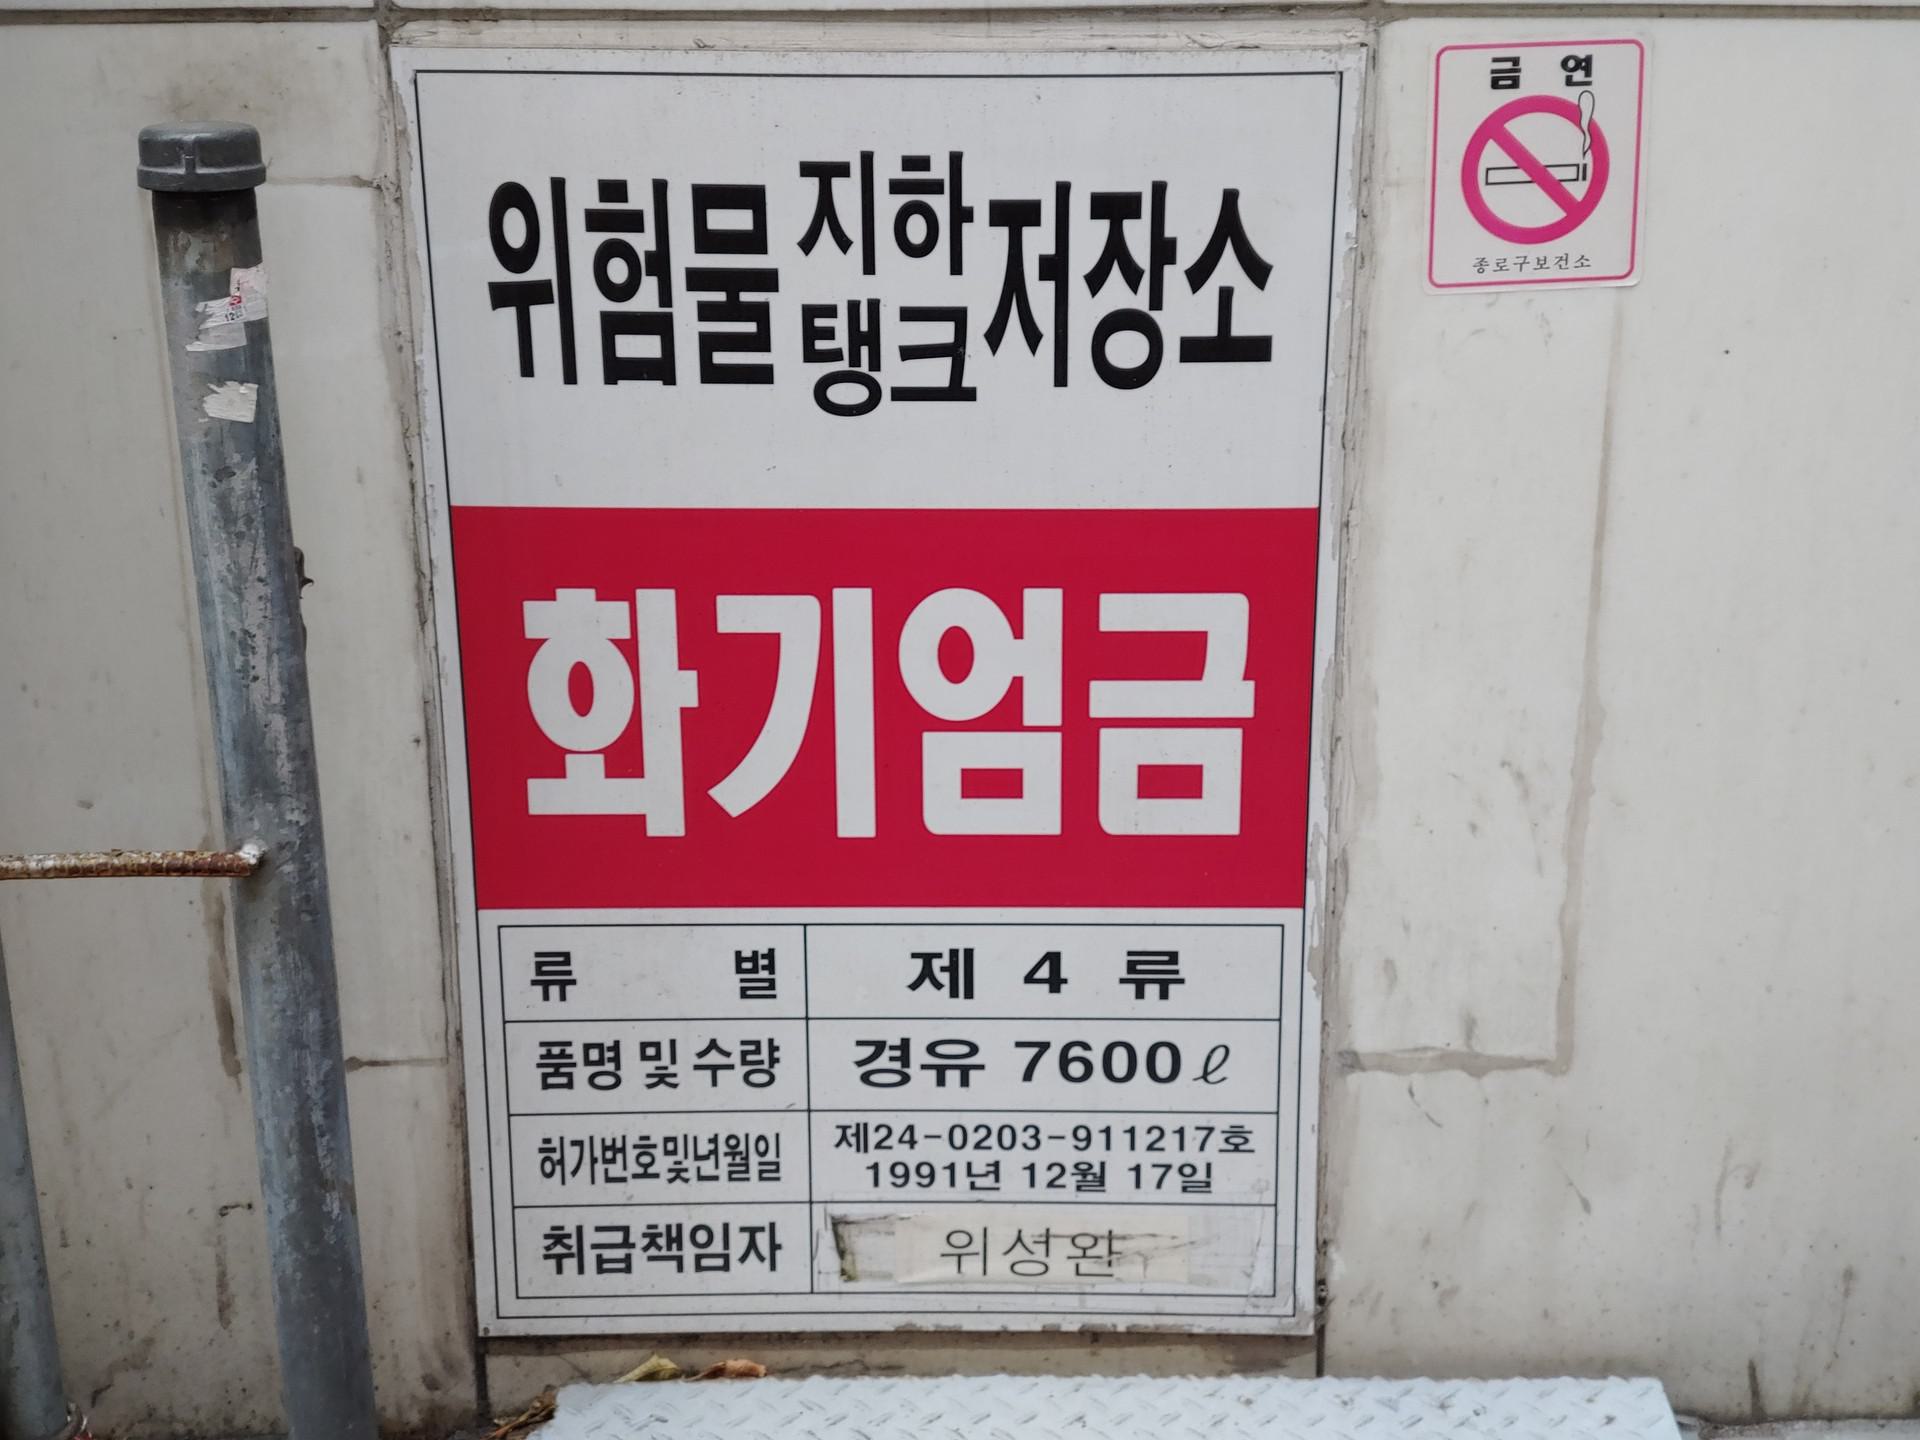 위험물 지하탱크 저장소
화기엄금
류 별 제 4 류
품명 및 수량 경유 7600ℓ
허가번호및년월일 제24-0203-911217호
1991년 12월 17일
취급책임자 위성완
금 연
종로구보건소